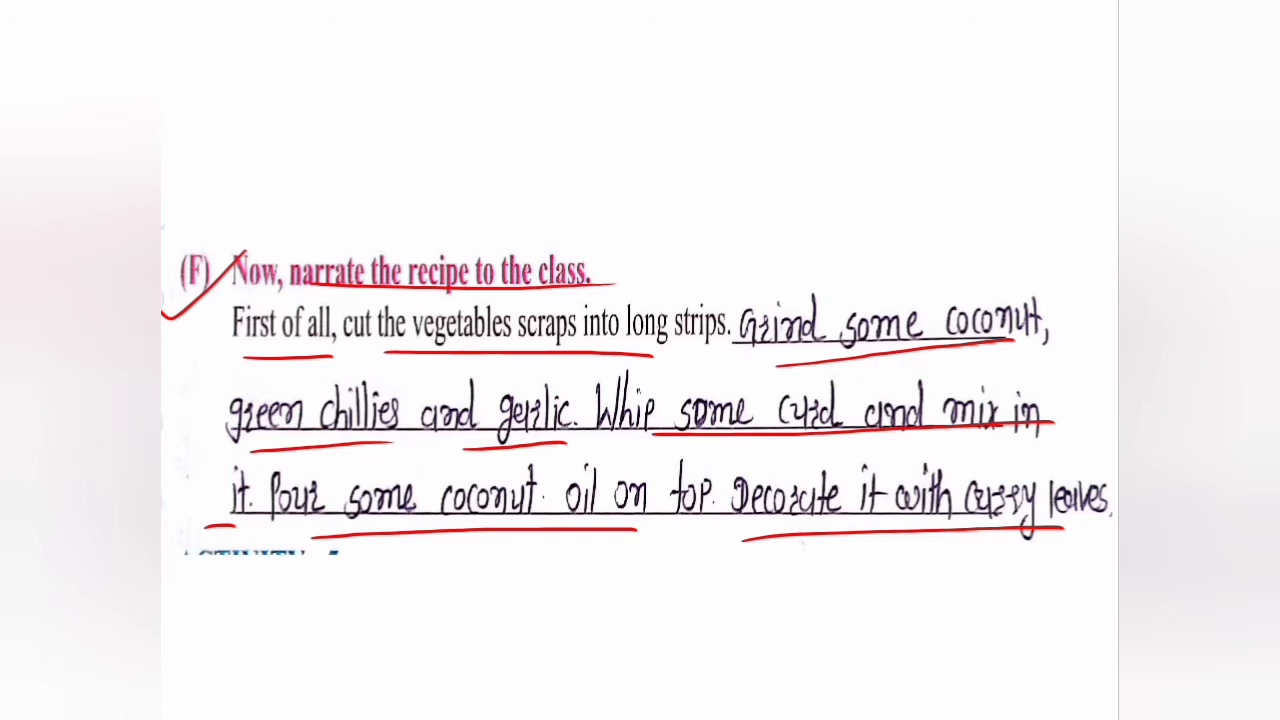 (F) Now, narrate the recipe to the class.
First of all, cut the vegetables scraps into long strips. Grind some coconut,
green chillies and garlic. Whip some curd and mix in
it. Pour some coconut oil on top. Decorate it with curry leaves.